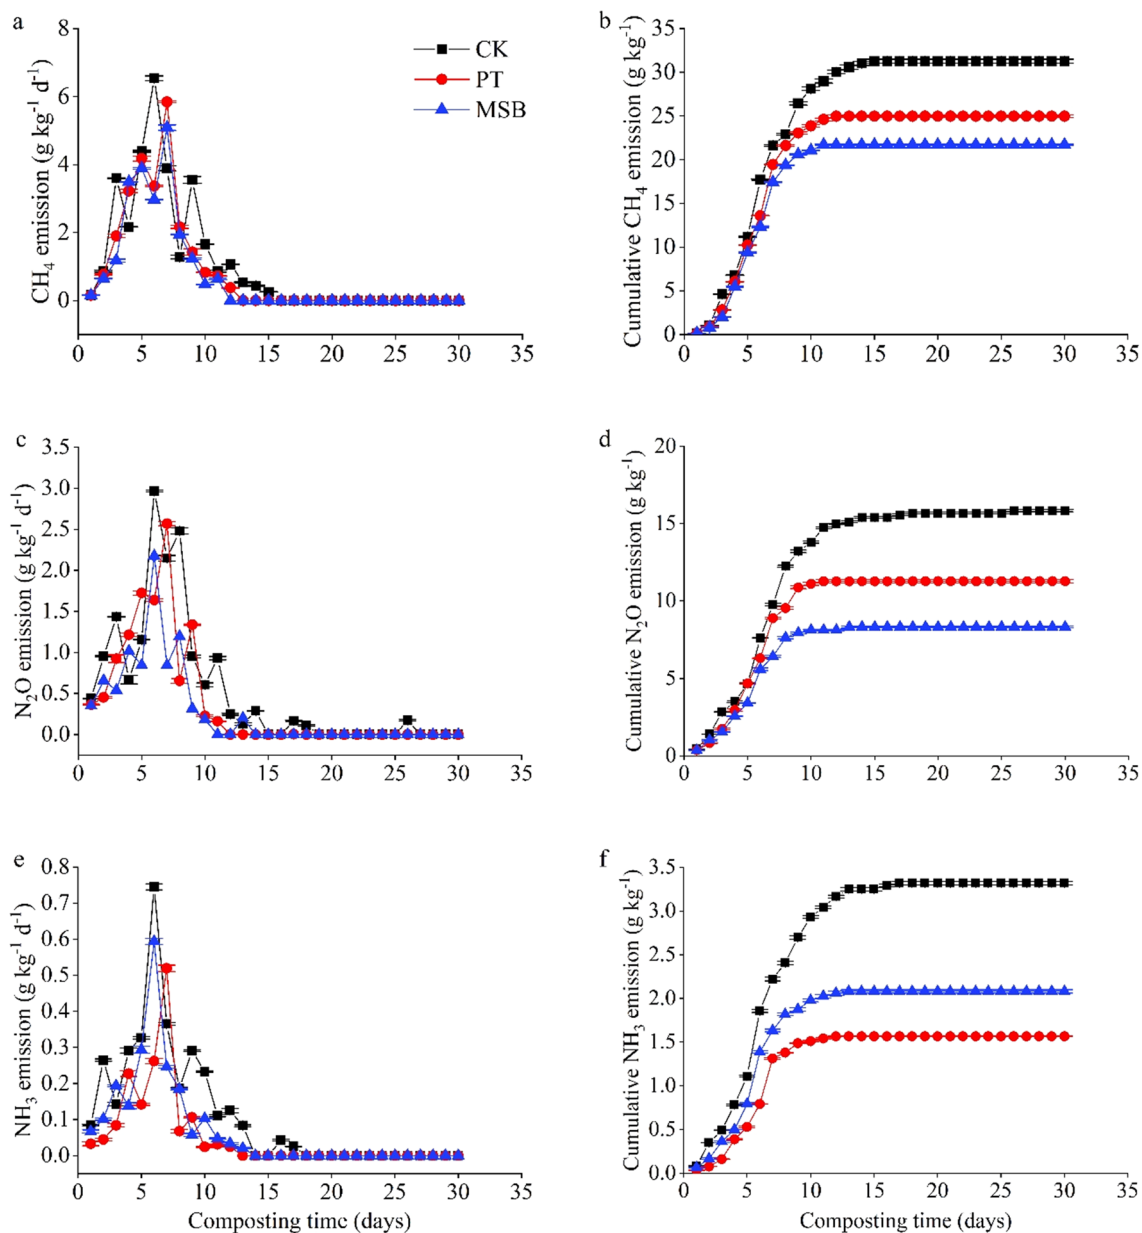 a
8
6
4
2
0
CH₄ emission (g kg⁻¹ d⁻¹)
CK
PT
MSB
0 5 10 15 20 25 30 35
b
35
30
25
20
15
10
5
0
Cumulative CH₄ emission (g kg⁻¹)
0 5 10 15 20 25 30 35
c
3.5
3.0
2.5
2.0
1.5
1.0
0.5
0.0
N₂O emission (g kg⁻¹ d⁻¹)
0 5 10 15 20 25 30 35
d
20
15
10
5
0
Cumulative N₂O emission (g kg⁻¹)
0 5 10 15 20 25 30 35
e
0.8
0.7
0.6
0.5
0.4
0.3
0.2
0.1
0.0
NH₃ emission (g kg⁻¹ d⁻¹)
0 5 10 15 20 25 30 35
Composting time (days)
f
3.5
3.0
2.5
2.0
1.5
1.0
0.5
0.0
Cumulative NH₃ emission (g kg⁻¹)
0 5 10 15 20 25 30 35
Composting time (days)